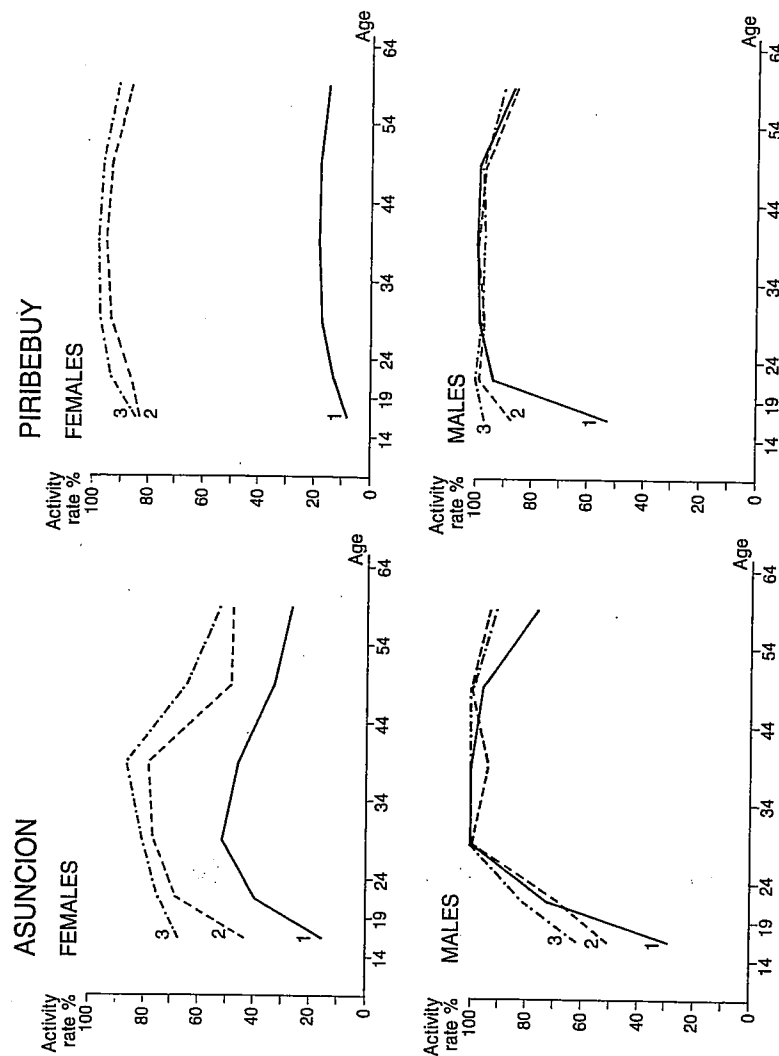 ASUNCION
FEMALES
Activity
rate %
100
80
60
40
20
0
3
2
1
14 19 24 34 44 54 64
Age
MALES
Activity
rate %
100
80
60
40
20
0
3
2
1
14 19 24 34 44 54 64
Age
PIRIBEBUY
FEMALES
Activity
rate %
100
80
60
40
20
0
3
2
1
14 19 24 34 44 54 64
Age
MALES
Activity
rate %
100
80
60
40
20
0
3
2
1
14 19 24 34 44 54 64
Age